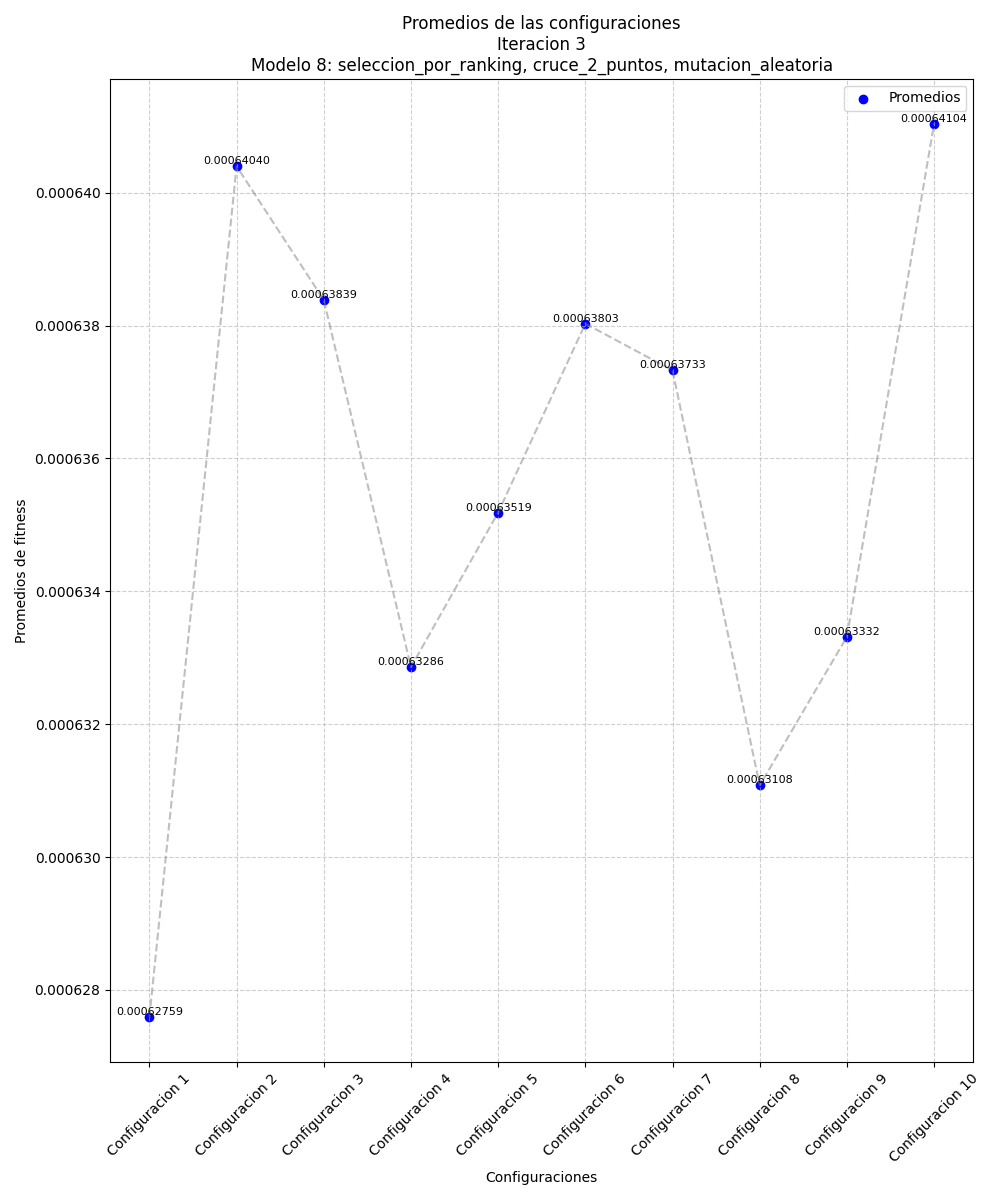 Promedios de las configuraciones
Iteracion 3
Modelo 8: seleccion_por_ranking, cruce_2_puntos, mutacion_aleatoria
Promedios
0.00064104
0.00064040
0.000640
0.00063839
0.000638
0.00063803
0.00063733
0.000636
Promedios de fitness
0.00063519
0.000634
0.00063332
0.00063286
0.000632
0.00063108
0.000630
0.000628
0.00062759
Configuracion 1
Configuracion 2
Configuracion 3
Configuracion 4
Configuracion 5
Configuracion 6
Configuracion 7
Configuracion 8
Configuracion 9
Configuracion 10
Configuraciones